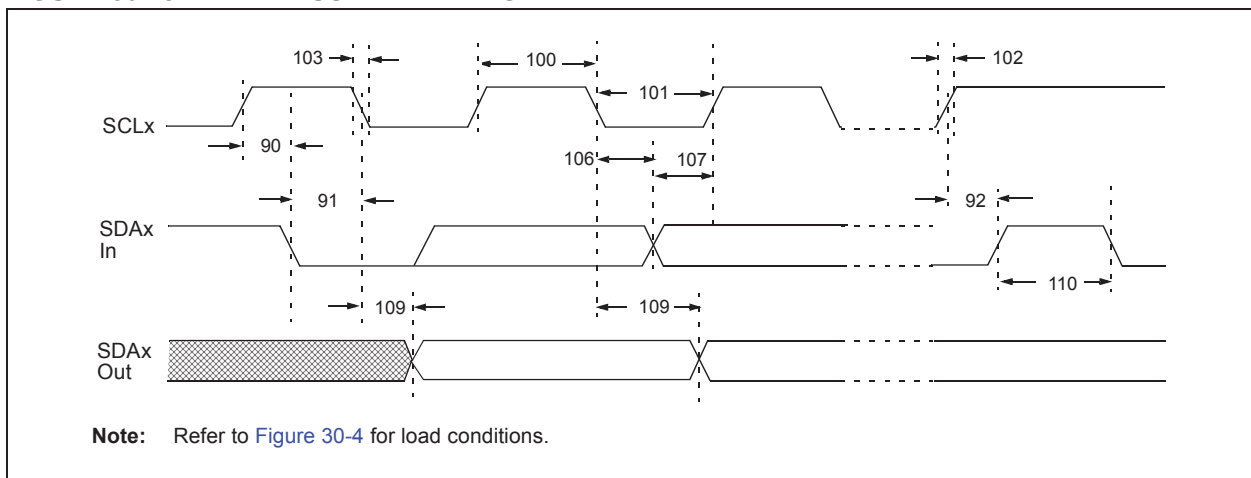 103
100
101
102
SCLx
90
106
107
91
92
SDAx
In
109
109
110
SDAx
Out
Note: Refer to Figure 30-4 for load conditions.